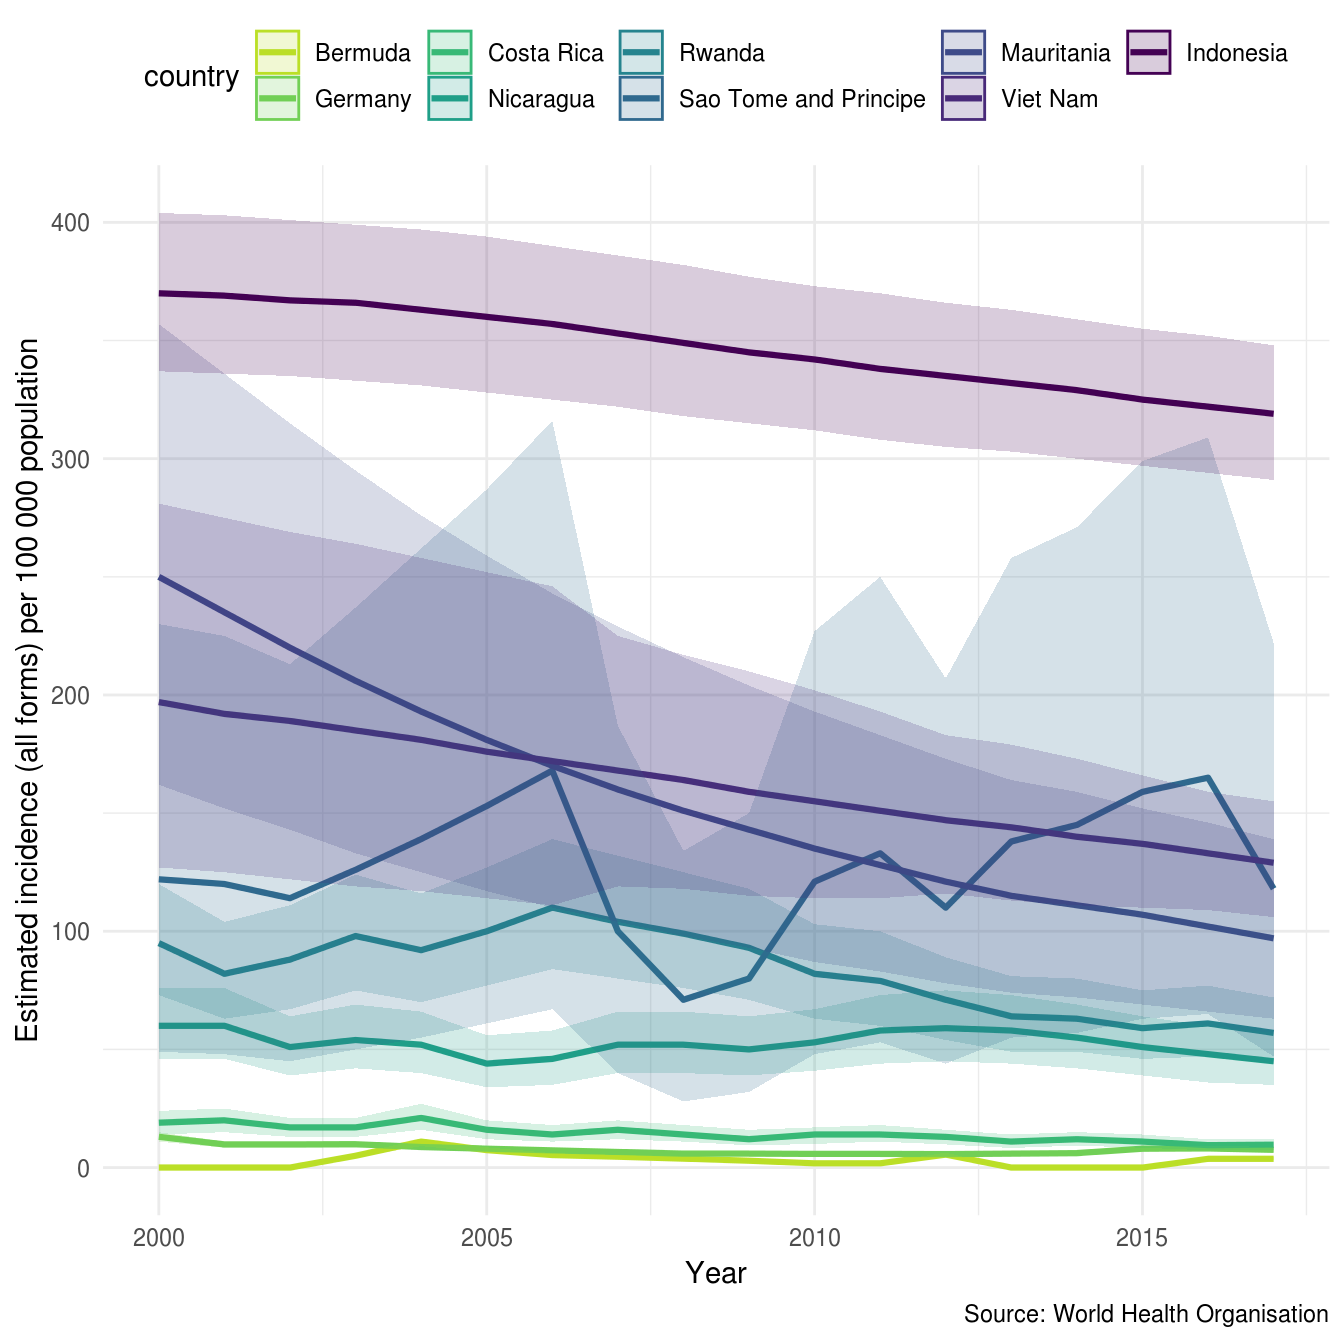 country
Bermuda
Costa Rica
Rwanda
Mauritania
Indonesia
Germany
Nicaragua
Sao Tome and Principe
Viet Nam
Estimated incidence (all forms) per 100 000 population
400
300
200
100
0
2000 2005 2010 2015
Year
Source: World Health Organisation